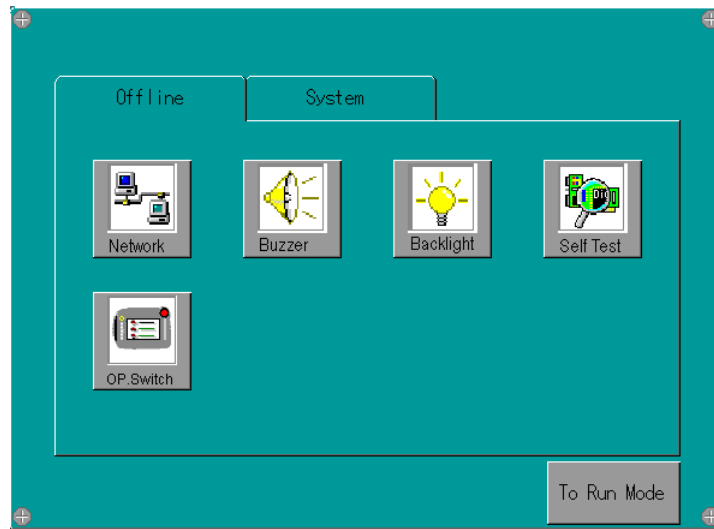 Offline
System
Network
Buzzer
Backlight
Self Test
OP.Switch
To Run Mode